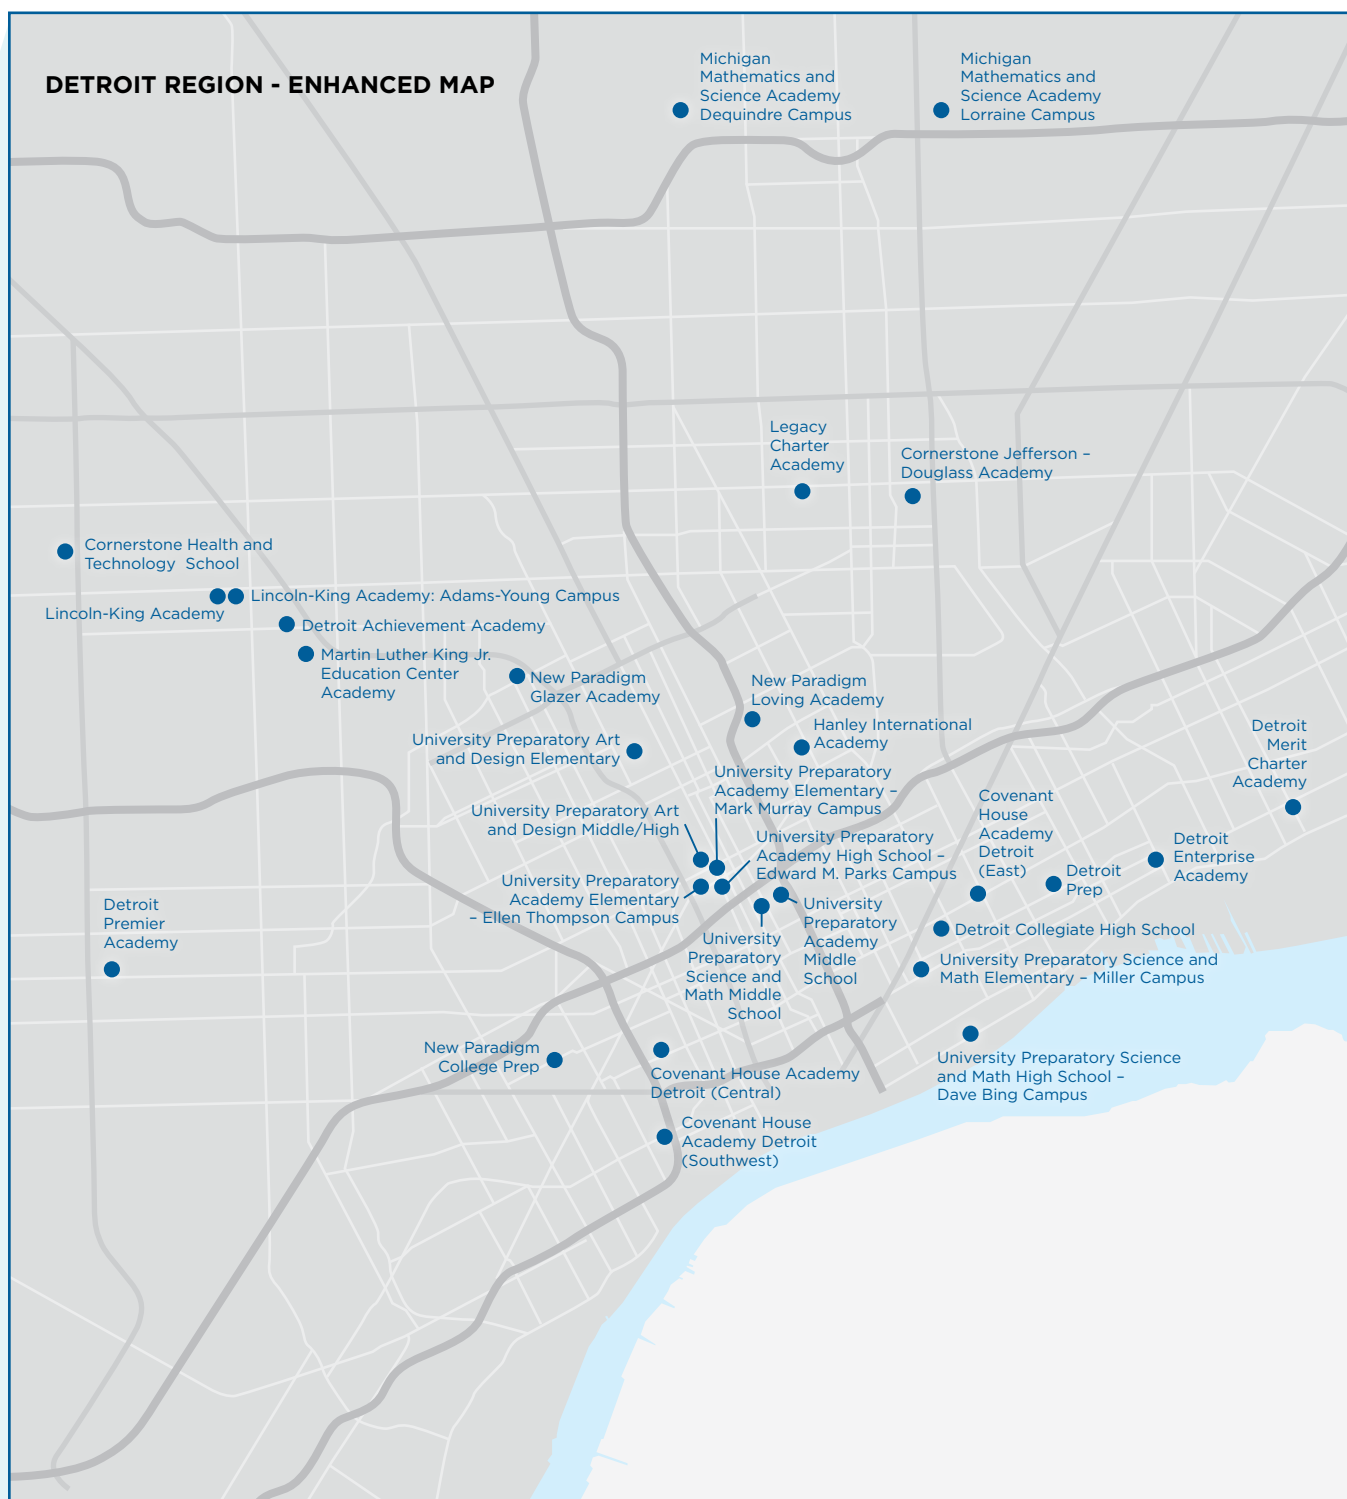 DETROIT REGION - ENHANCED MAP
Michigan
Mathematics and
Science Academy
Dequindre Campus
Michigan
Mathematics and
Science Academy
Lorraine Campus
Legacy
Charter
Academy
Cornerstone Jefferson –
Douglass Academy
Cornerstone Health and
Technology School
Lincoln-King Academy: Adams-Young Campus
Lincoln-King Academy
Detroit Achievement Academy
Martin Luther King Jr.
Education Center
Academy
New Paradigm
Glazer Academy
New Paradigm
Loving Academy
Hanley International
Academy
University Preparatory Art
and Design Elementary
University Preparatory
Academy Elementary –
Mark Murray Campus
Detroit
Merit
Charter
Academy
University Preparatory Art
and Design Middle/High
University Preparatory
Academy High School –
Edward M. Parks Campus
Covenant
House
Academy
Detroit
(East)
Detroit
Prep
Detroit
Enterprise
Academy
University Preparatory
Academy Elementary
– Ellen Thompson Campus
University
Preparatory
Academy
Middle
School
University
Preparatory
Science and
Math Middle
School
Detroit
Premier
Academy
Detroit Collegiate High School
University Preparatory Science and
Math Elementary – Miller Campus
New Paradigm
College Prep
Covenant House Academy
Detroit (Central)
University Preparatory Science
and Math High School –
Dave Bing Campus
Covenant House
Academy Detroit
(Southwest)